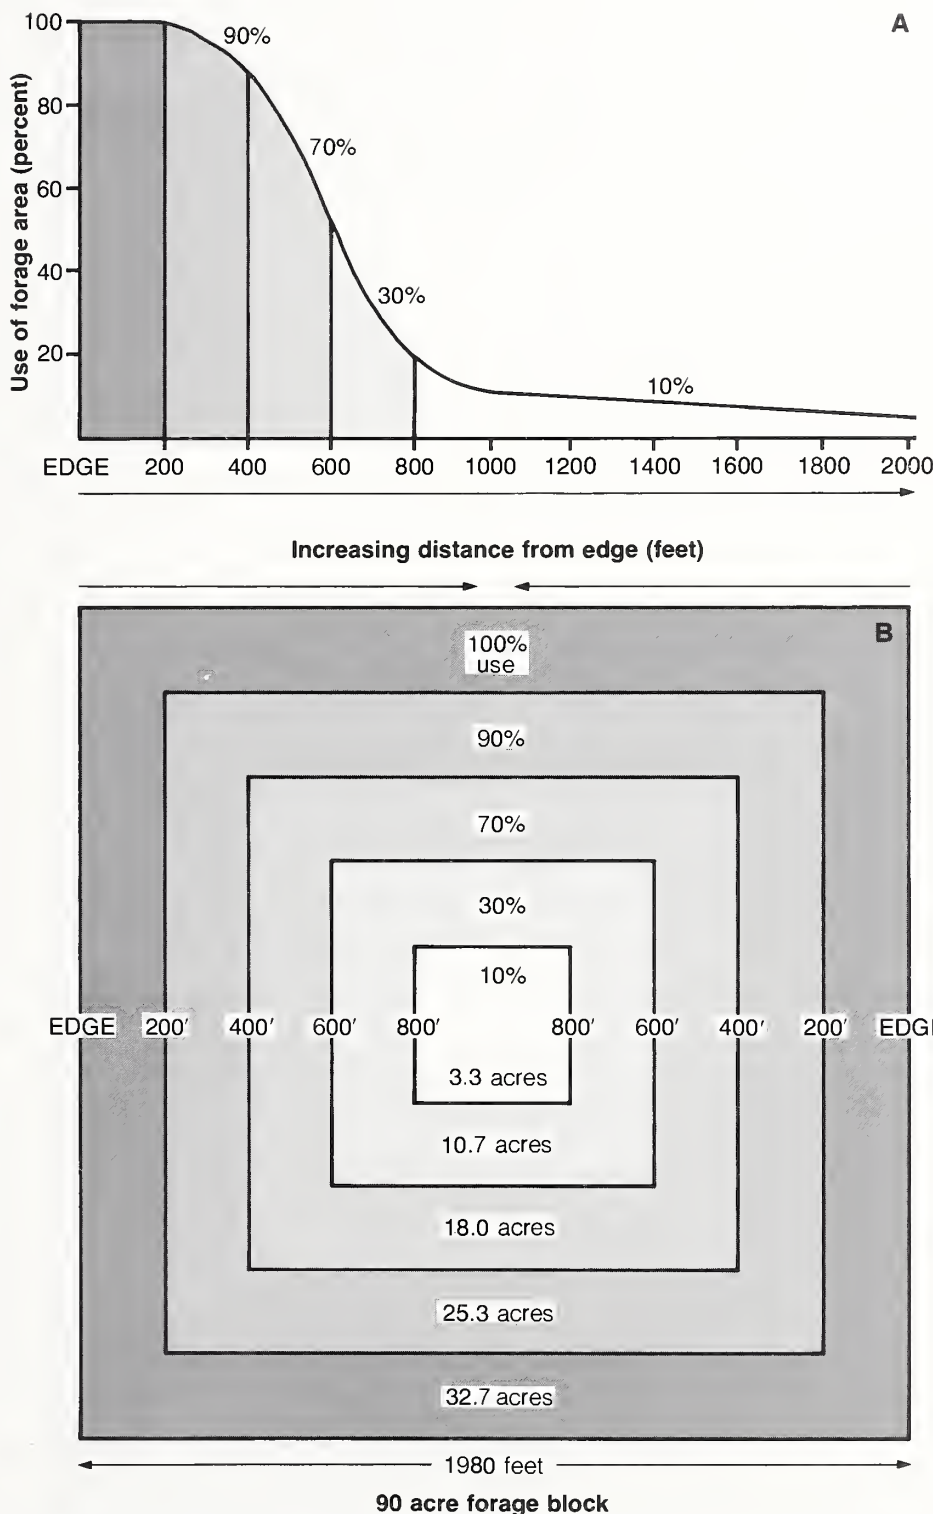 A
Use of forage area (percent)
100
80
60
40
20
90%
70%
30%
10%
EDGE 200 400 600 800 1000 1200 1400 1600 1800 2000
Increasing distance from edge (feet)
B
100%
use
90%
70%
30%
10%
EDGE 200' 400' 600' 800' 800' 600' 400' 200' EDGE
3.3 acres
10.7 acres
18.0 acres
25.3 acres
32.7 acres
1980 feet
90 acre forage block